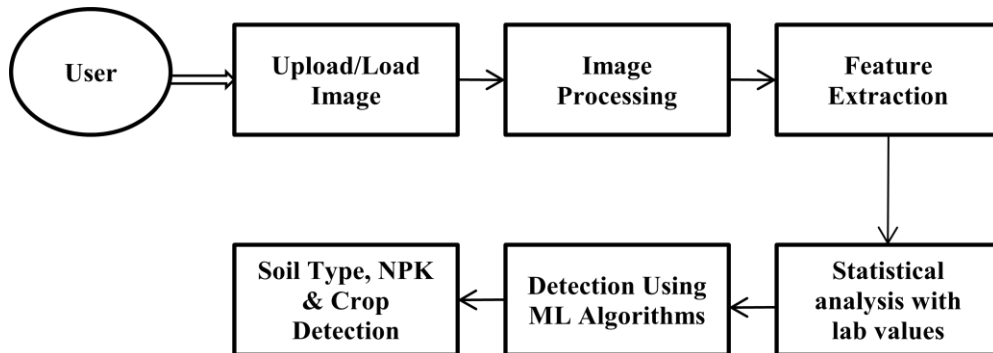 User
Upload/Load
Image
Image
Processing
Feature
Extraction
Statistical
analysis with
lab values
Detection Using
ML Algorithms
Soil Type, NPK
& Crop
Detection